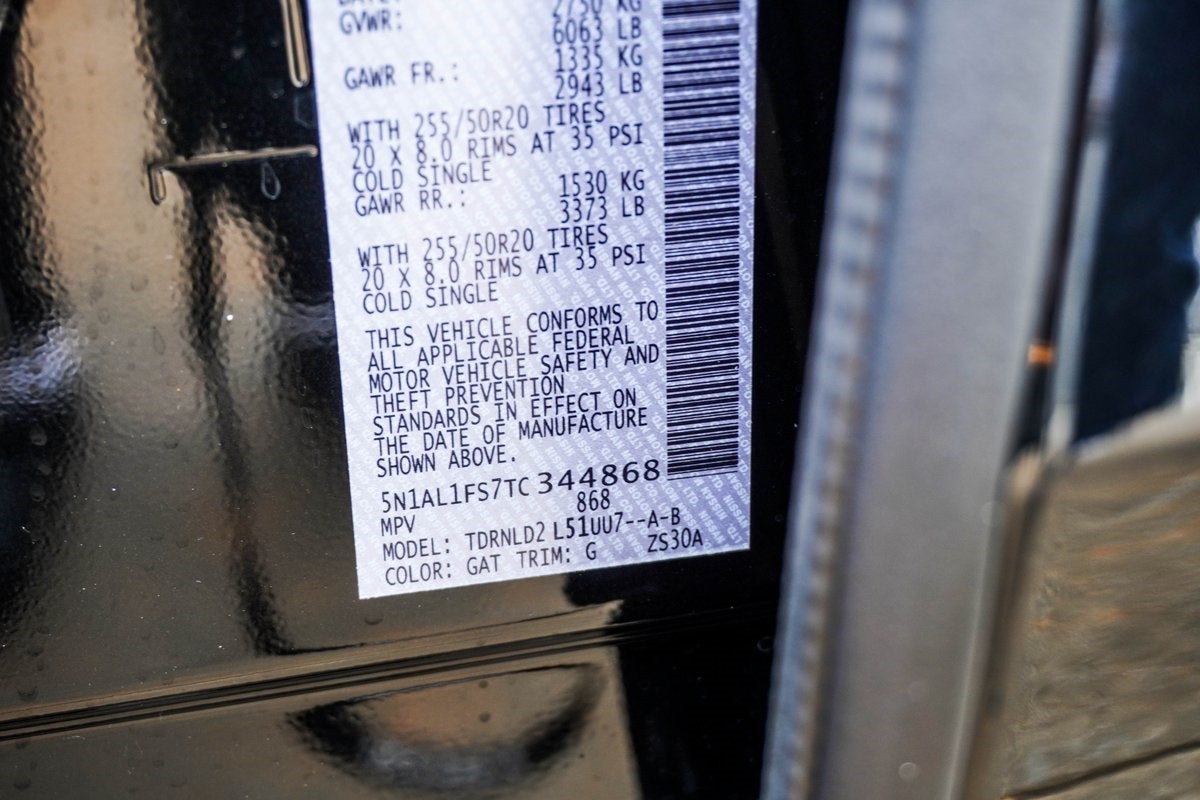 GVWR: 2750 KG
6063 LB
GAWR FR.: 1335 KG
2943 LB
WITH 255/50R20 TIRES
20 X 8.0 RIMS AT 35 PSI
COLD SINGLE
GAWR RR.: 1530 KG
3373 LB
WITH 255/50R20 TIRES
20 X 8.0 RIMS AT 35 PSI
COLD SINGLE
THIS VEHICLE CONFORMS TO
ALL APPLICABLE FEDERAL
MOTOR VEHICLE SAFETY AND
THEFT PREVENTION
STANDARDS IN EFFECT ON
THE DATE OF MANUFACTURE
SHOWN ABOVE.
5N1AL1FS7TC344868
868
MPV
MODEL: TDRNLD2 L51UU7--A-B
COLOR: GAT TRIM: G ZS30A